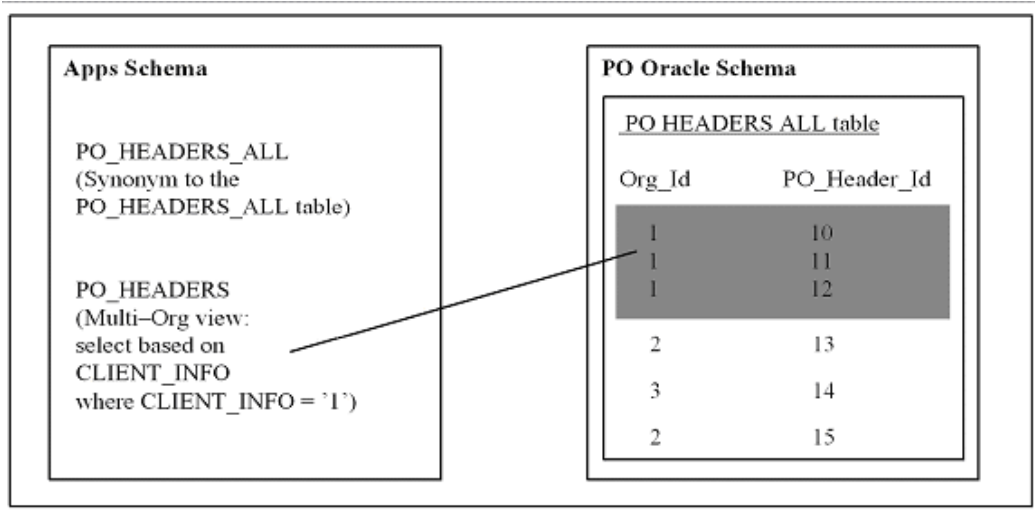 Apps Schema
PO_HEADERS_ALL
(Synonym to the
PO_HEADERS_ALL table)
PO_HEADERS
(Multi–Org view:
select based on
CLIENT_INFO
where CLIENT_INFO = ’1’)
PO Oracle Schema
PO HEADERS ALL table
Org_Id PO_Header_Id
1 10
1 11
1 12
2 13
3 14
2 15